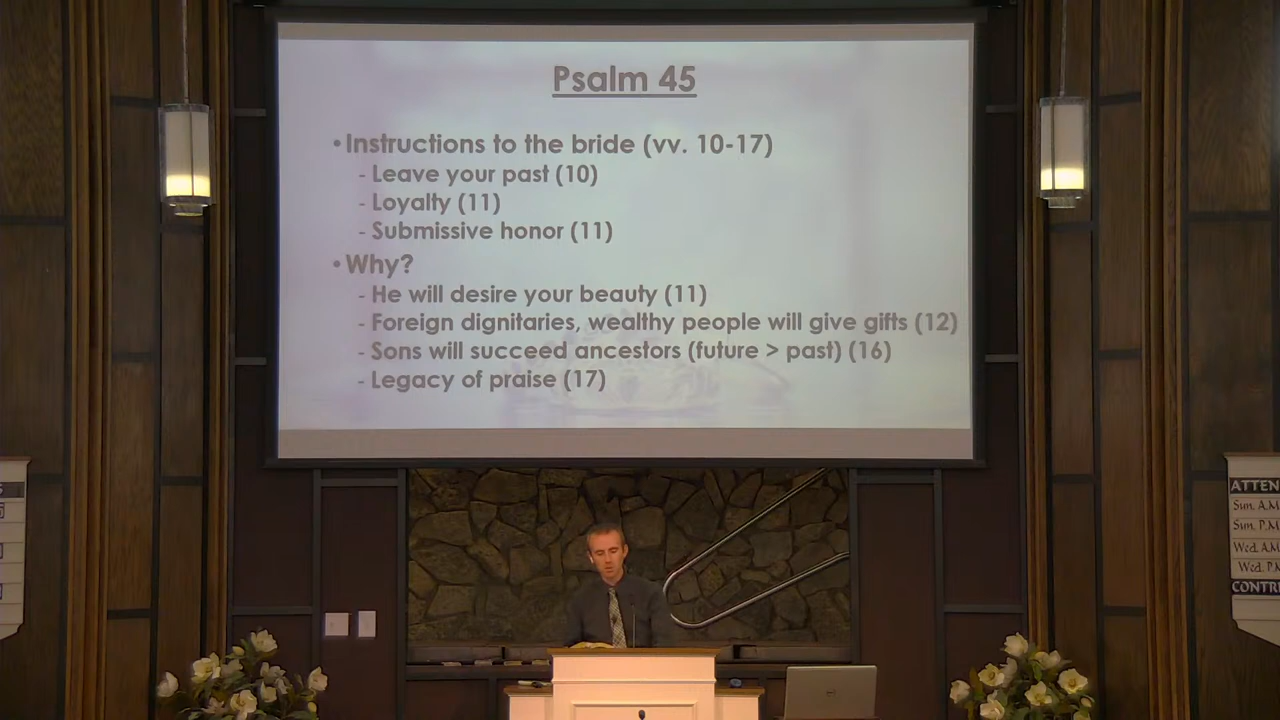 Psalm 45
•Instructions to the bride (vv. 10-17)
- Leave your past (10)
- Loyalty (11)
- Submissive honor (11)
•Why?
- He will desire your beauty (11)
- Foreign dignitaries, wealthy people will give gifts (12)
- Sons will succeed ancestors (future > past) (16)
- Legacy of praise (17)
ATTEN
Sun. A.M
Sun. P.M
Wed. A.M
Wed. P.M
CONTR